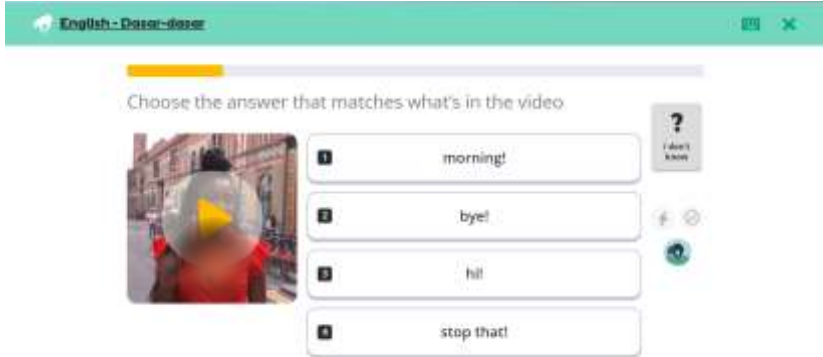 English - Dasar-dasar
Choose the answer that matches what's in the video
?
I don't
know
1 morning!
2 bye!
3 hi!
4 stop that!